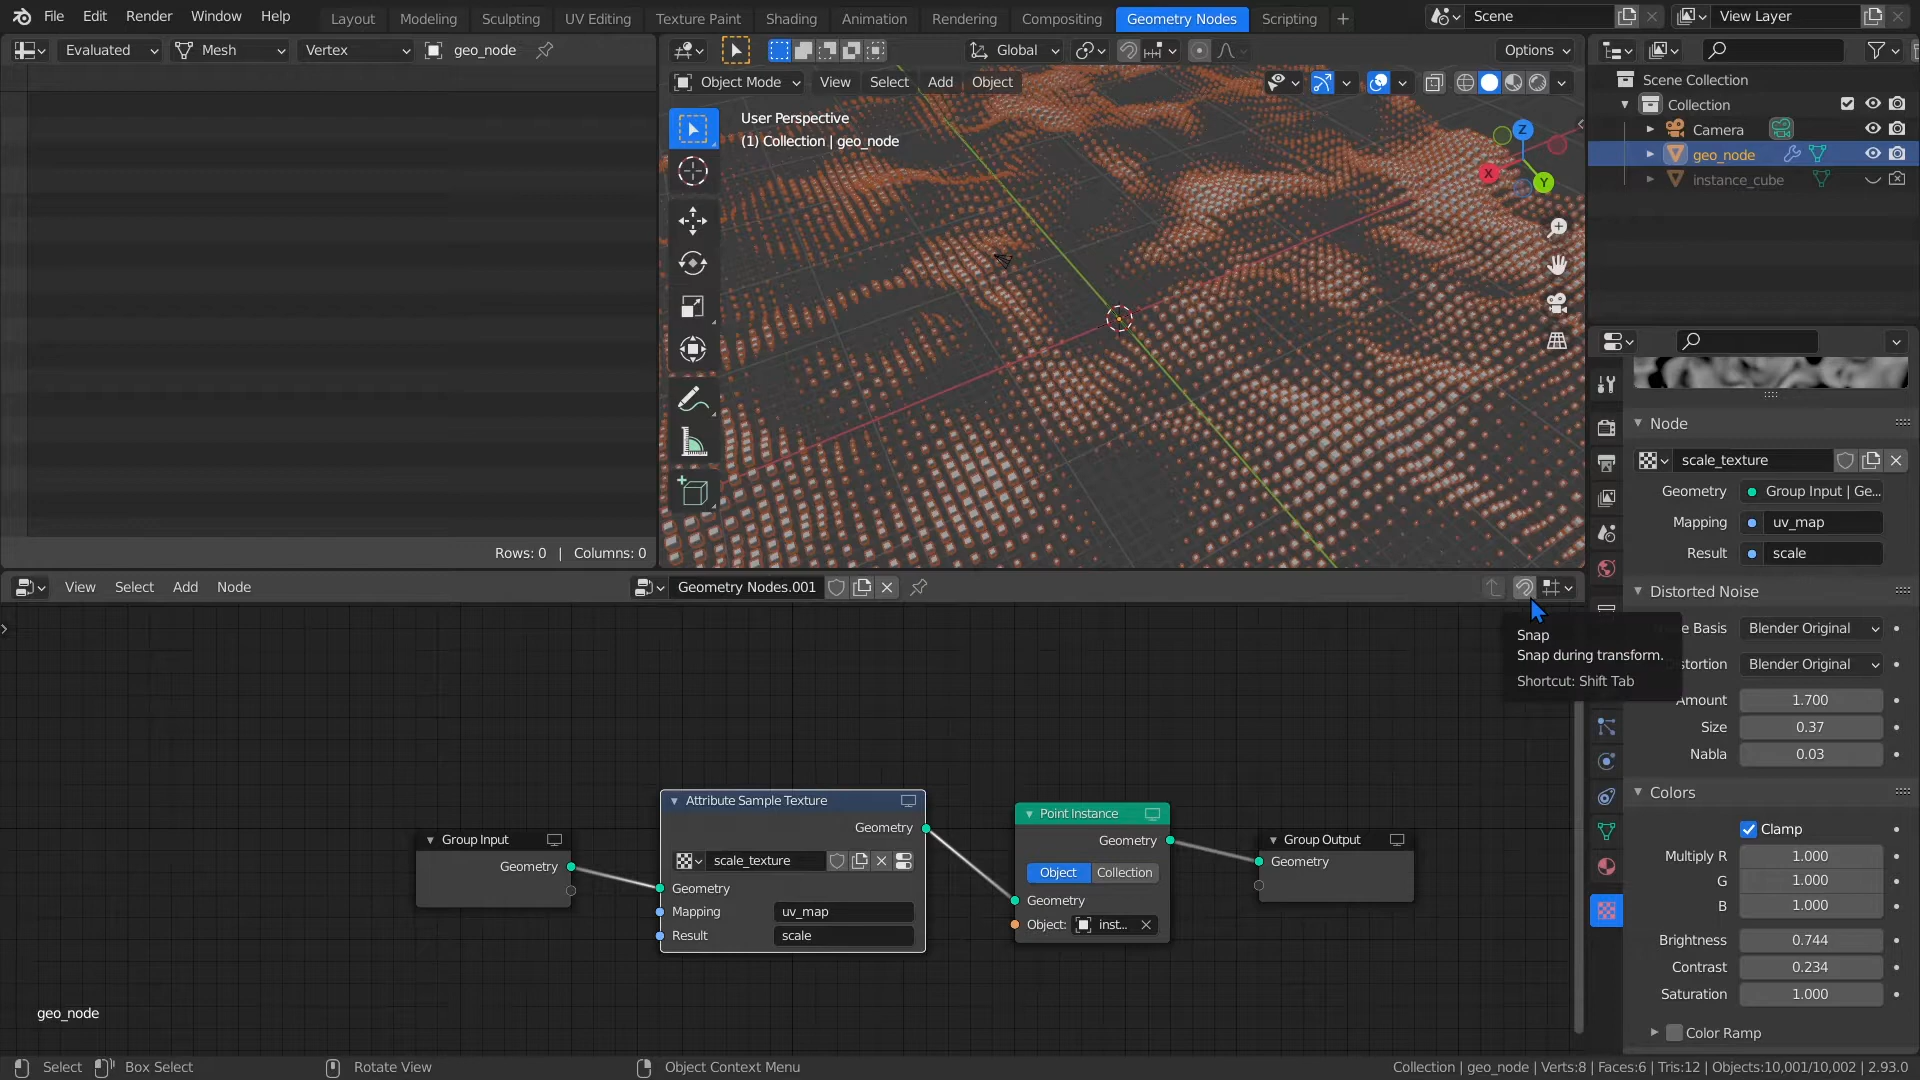 File Edit Render Window Help Layout Modeling Sculpting UV Editing Texture Paint Shading Animation Rendering Compositing Geometry Nodes Scripting + Scene View Layer
Evaluated Mesh Vertex geo_node
Global Options
Object Mode View Select Add Object
User Perspective
(1) Collection | geo_node
Z
X
Y
Rows: 0 | Columns: 0
Scene Collection
Collection
Camera
geo_node
instance_cube
Node
scale_texture
Geometry Group Input | Ge...
Mapping uv_map
Result scale
Distorted Noise
e Basis Blender Original
stortion Blender Original
Amount 1.700
Size 0.37
Nabla 0.03
Colors
Clamp
Multiply R 1.000
G 1.000
B 1.000
Brightness 0.744
Contrast 0.234
Saturation 1.000
Color Ramp
View Select Add Node Geometry Nodes.001
Snap
Snap during transform.
Shortcut: Shift Tab
Group Input
Geometry
Attribute Sample Texture
Geometry
scale_texture
Geometry
Mapping uv_map
Result scale
Point Instance
Geometry
Object Collection
Geometry
Object: inst...
Group Output
Geometry
geo_node
Select Box Select Rotate View Object Context Menu Collection | geo_node | Verts:8 | Faces:6 | Tris:12 | Objects:10,001/10,002 | 2.93.0